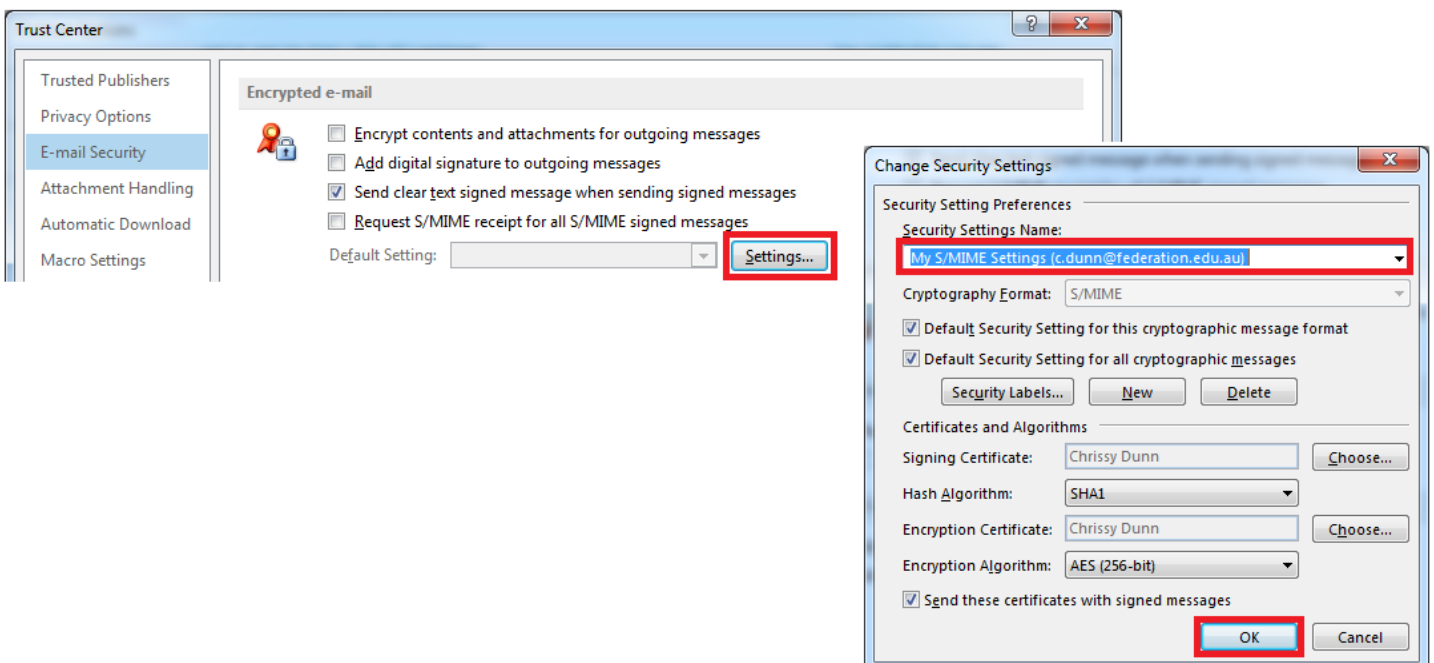 Trust Center
Trusted Publishers
Privacy Options
E-mail Security
Attachment Handling
Automatic Download
Macro Settings
Encrypted e-mail
Encrypt contents and attachments for outgoing messages
Add digital signature to outgoing messages
Send clear text signed message when sending signed messages
Request S/MIME receipt for all S/MIME signed messages
Default Setting:
Settings...
Change Security Settings
Security Setting Preferences
Security Settings Name:
My S/MIME Settings (c.dunn@federation.edu.au)
Cryptography Format: S/MIME
Default Security Setting for this cryptographic message format
Default Security Setting for all cryptographic messages
Security Labels... New Delete
Certificates and Algorithms
Signing Certificate: Chrissy Dunn Choose...
Hash Algorithm: SHA1
Encryption Certificate: Chrissy Dunn Choose...
Encryption Algorithm: AES (256-bit)
Send these certificates with signed messages
OK Cancel